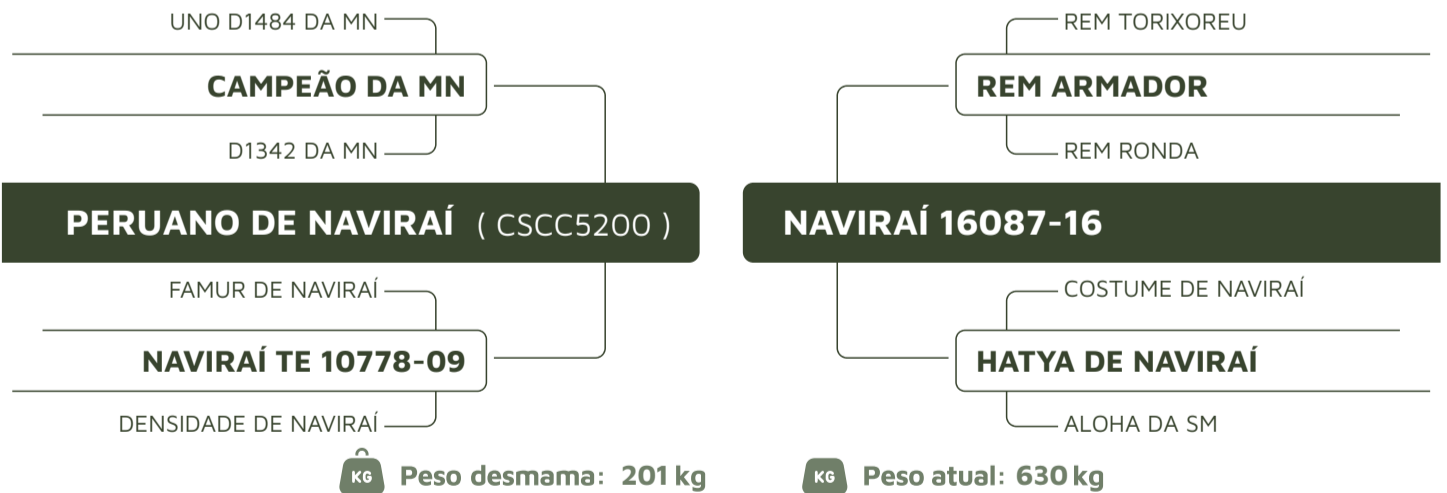 UNO D1484 DA MN
REM TORIXOREU
CAMPEÃO DA MN
REM ARMADOR
D1342 DA MN
REM RONDA
PERUANO DE NAVIRAÍ ( CSCC5200 )
NAVIRAÍ 16087-16
FAMUR DE NAVIRAÍ
COSTUME DE NAVIRAÍ
NAVIRAÍ TE 10778-09
HATYA DE NAVIRAÍ
DENSIDADE DE NAVIRAÍ
ALOHA DA SM
KG Peso desmama: 201 kg
KG Peso atual: 630 kg